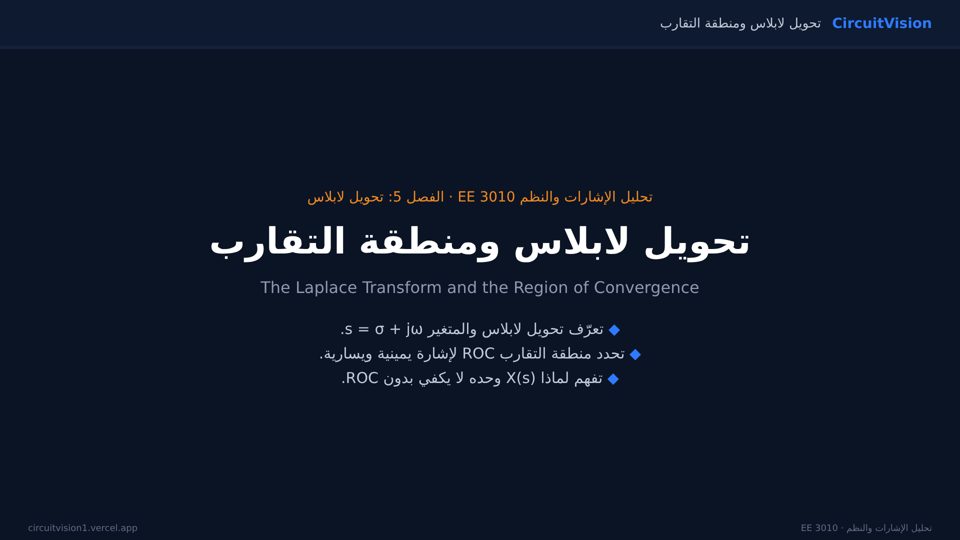 CircuitVision تحويل لابلاس ومنطقة التقارب
تحليل الإشارات والنظم EE 3010 · الفصل 5: تحويل لابلاس
تحويل لابلاس ومنطقة التقارب
The Laplace Transform and the Region of Convergence
◆ تعرّف تحويل لابلاس والمتغير s = σ + jω.
◆ تحدد منطقة التقارب ROC لإشارة يمينية ويسارية.
◆ تفهم لماذا X(s) وحده لا يكفي بدون ROC.
تحليل الإشارات والنظم · EE 3010
circuitvision1.vercel.app